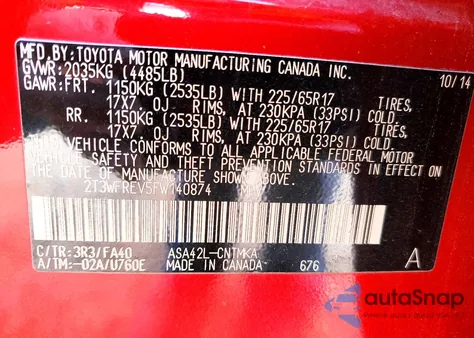 MFD.BY: TOYOTA MOTOR MANUFACTURING CANADA INC. 10/14
GVWR: 2035KG (4485LB)
GAWR: FRT. 1150KG (2535LB) WITH 225/65R17 TIRES,
17X7.0J RIMS, AT 230KPA (33PSI) COLD
RR. 1150KG (2535LB) WITH 225/65R17 TIRES,
17X7.0J RIMS, AT 230KPA (33PSI) COLD
THIS VEHICLE CONFORMS TO ALL APPLICABLE FEDERAL MOTOR
VEHICLE SAFETY AND THEFT PREVENTION STANDARDS IN EFFECT ON
THE DATE OF MANUFACTURE SHOWN ABOVE.
2T3WFREV5FW140874
C/TR: 3R3/FA40 ASA42L-CNTMKA
A/TM: -02A/U760E MADE IN CANADA 676 A
autoSnap
www.autosnap.com